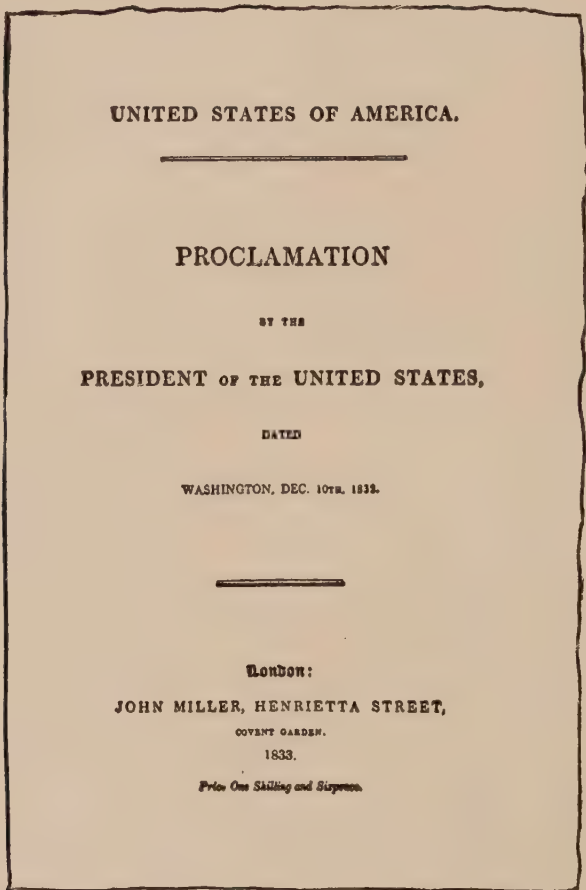 UNITED STATES OF AMERICA.
PROCLAMATION
BY THE
PRESIDENT OF THE UNITED STATES,
DATED
WASHINGTON, DEC. 10TH, 1832.
London:
JOHN MILLER, HENRIETTA STREET,
COVENT GARDEN.
1833.
Price One Shilling and Sixpence.